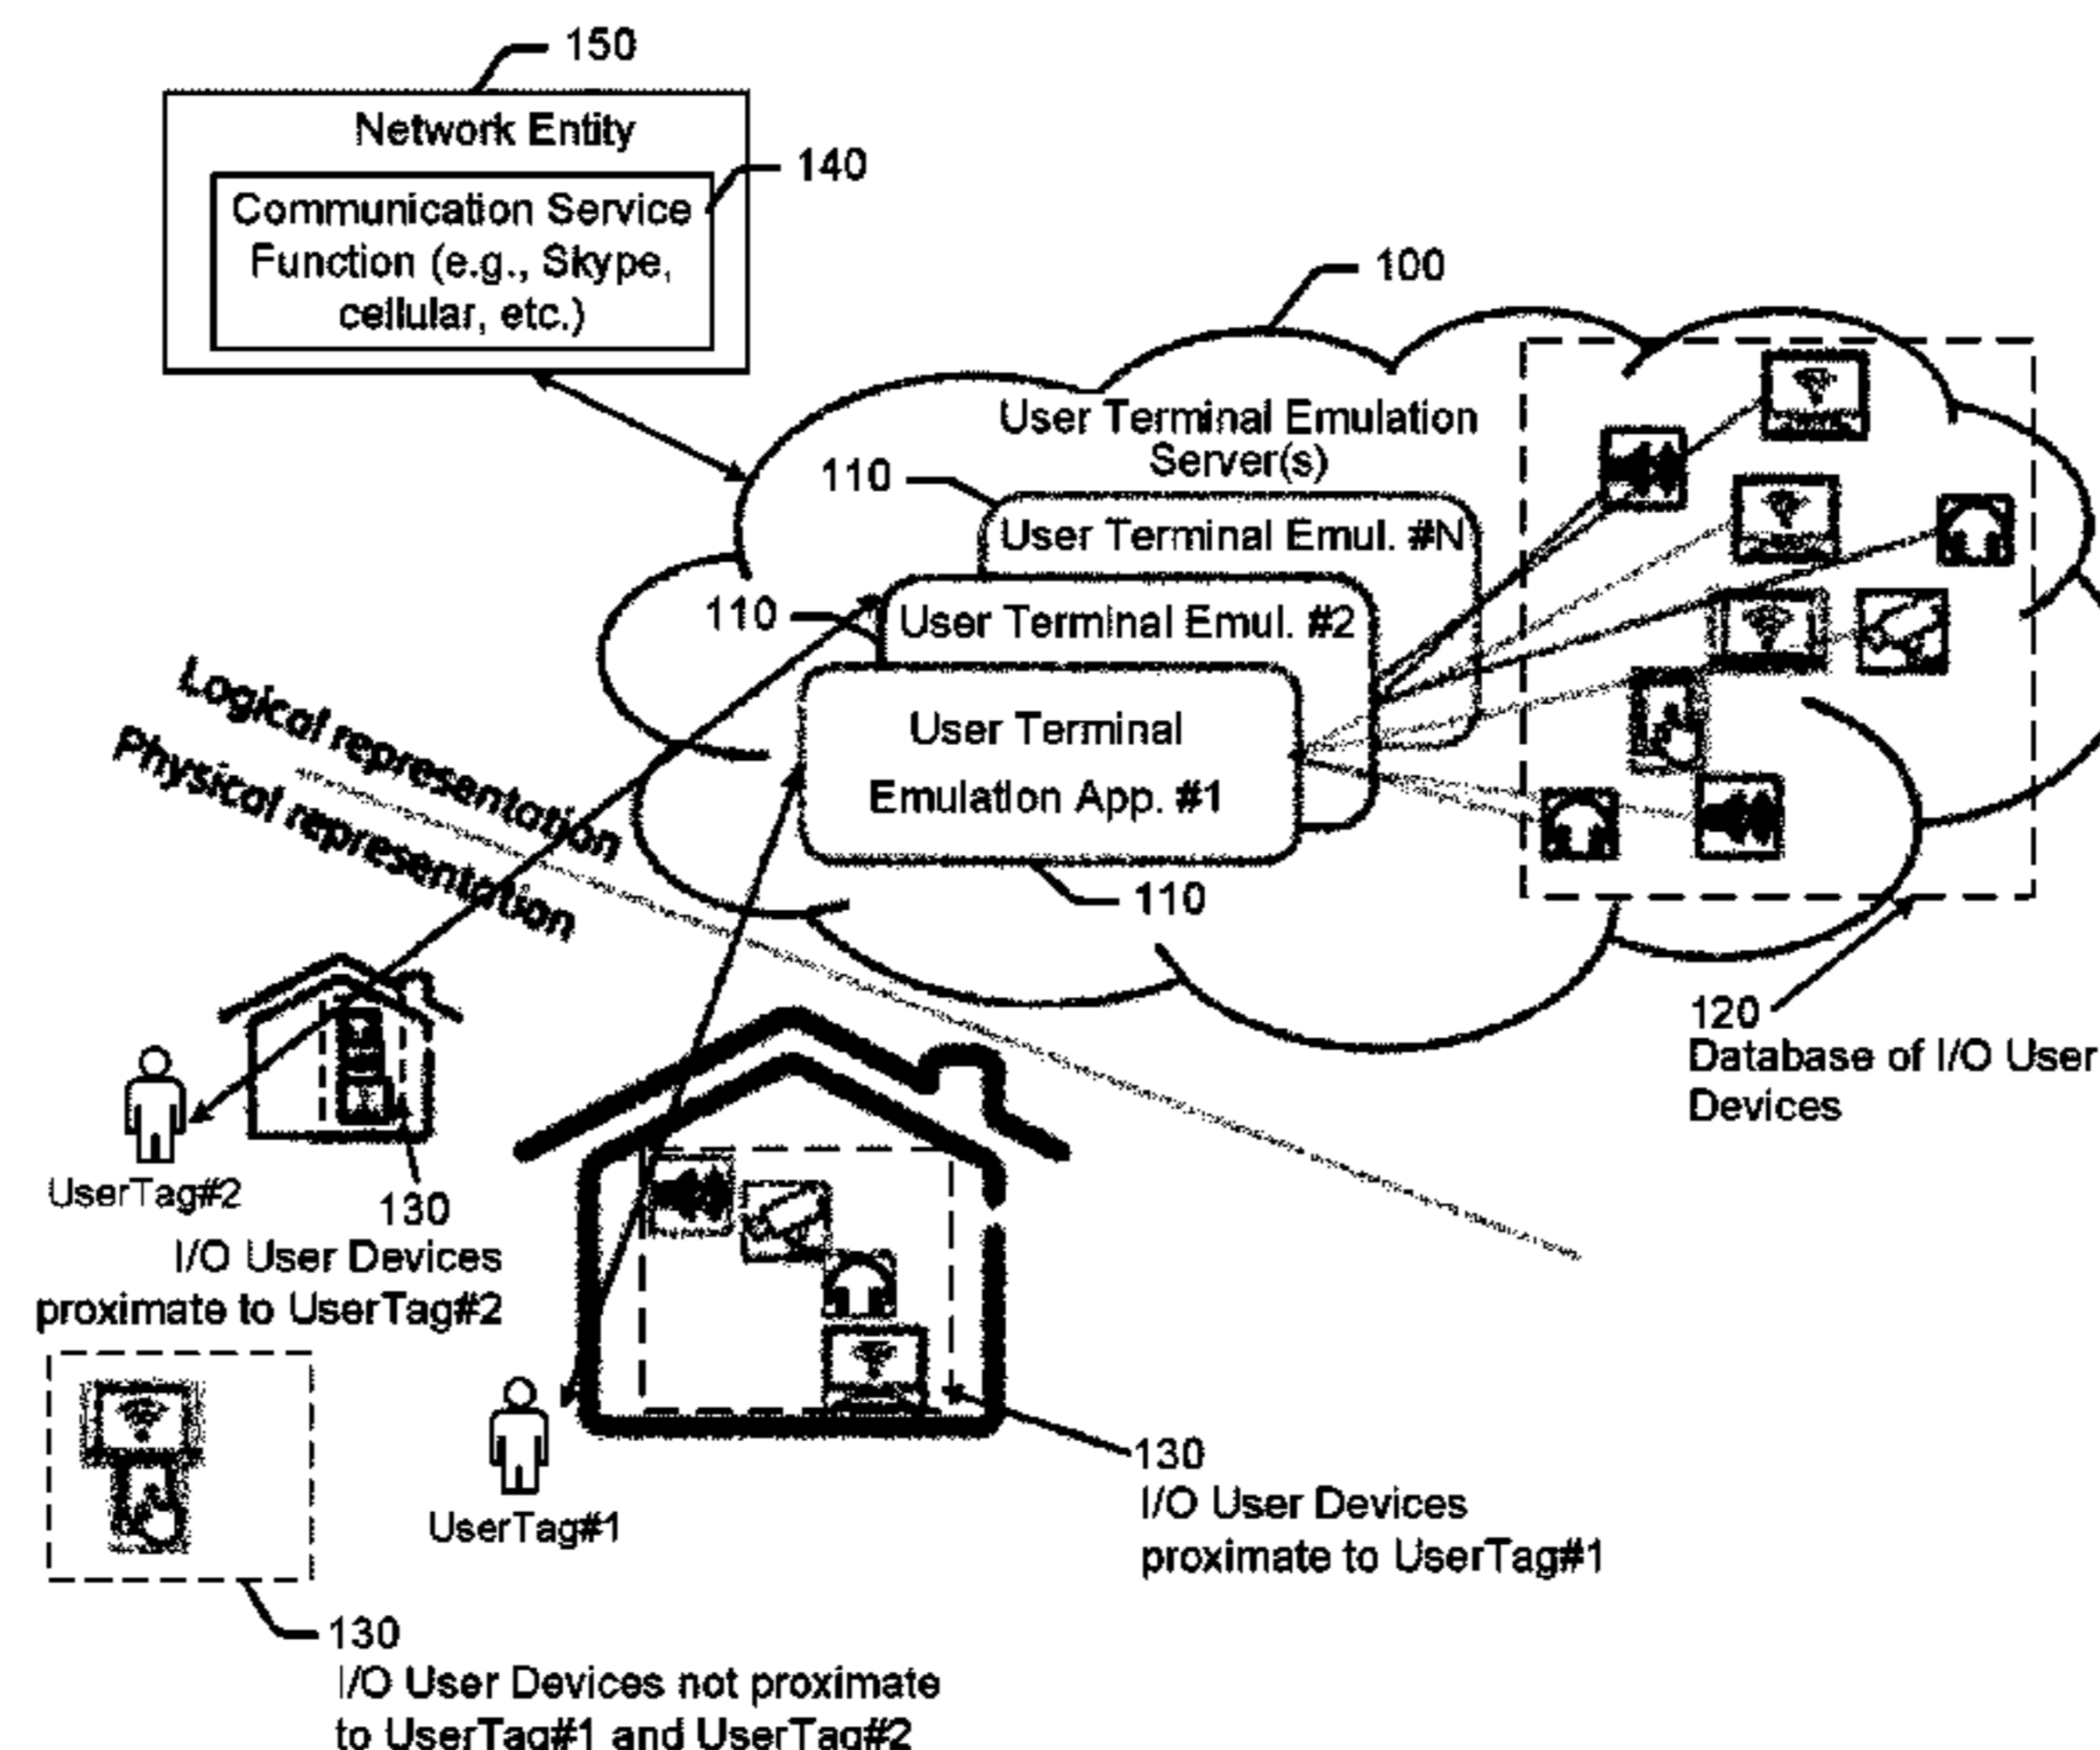 150
Network Entity
140
Communication Service
Function (e.g., Skype,
cellular, etc.)
100
User Terminal Emulation
Server(s)
110
User Terminal Emul. #N
110
User Terminal Emul. #2
User Terminal
Emulation App. #1
110
Logical representation
Physical representation
120
Database of I/O User
Devices
UserTag#2
130
I/O User Devices
proximate to UserTag#2
UserTag#1
130
I/O User Devices
proximate to UserTag#1
130
I/O User Devices not proximate
to UserTag#1 and UserTag#2